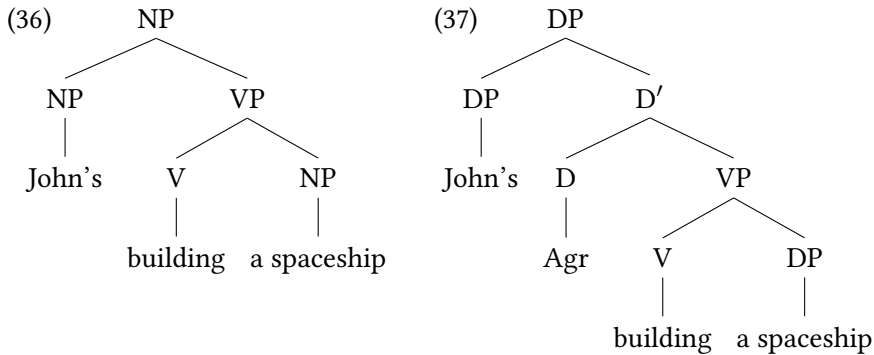 (36) NP (37) DP
NP VP DP D′
John's V NP John's D VP
building a spaceship Agr V DP
building a spaceship